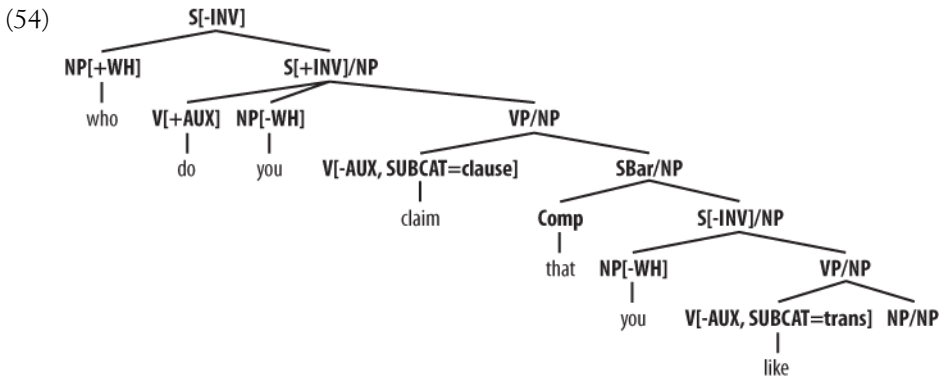 (54)
S[-INV]
NP[+WH] S[+INV]/NP
who V[+AUX] NP[-WH] VP/NP
do you V[-AUX, SUBCAT=clause] SBar/NP
claim Comp S[-INV]/NP
that NP[-WH] VP/NP
you V[-AUX, SUBCAT=trans] NP/NP
like